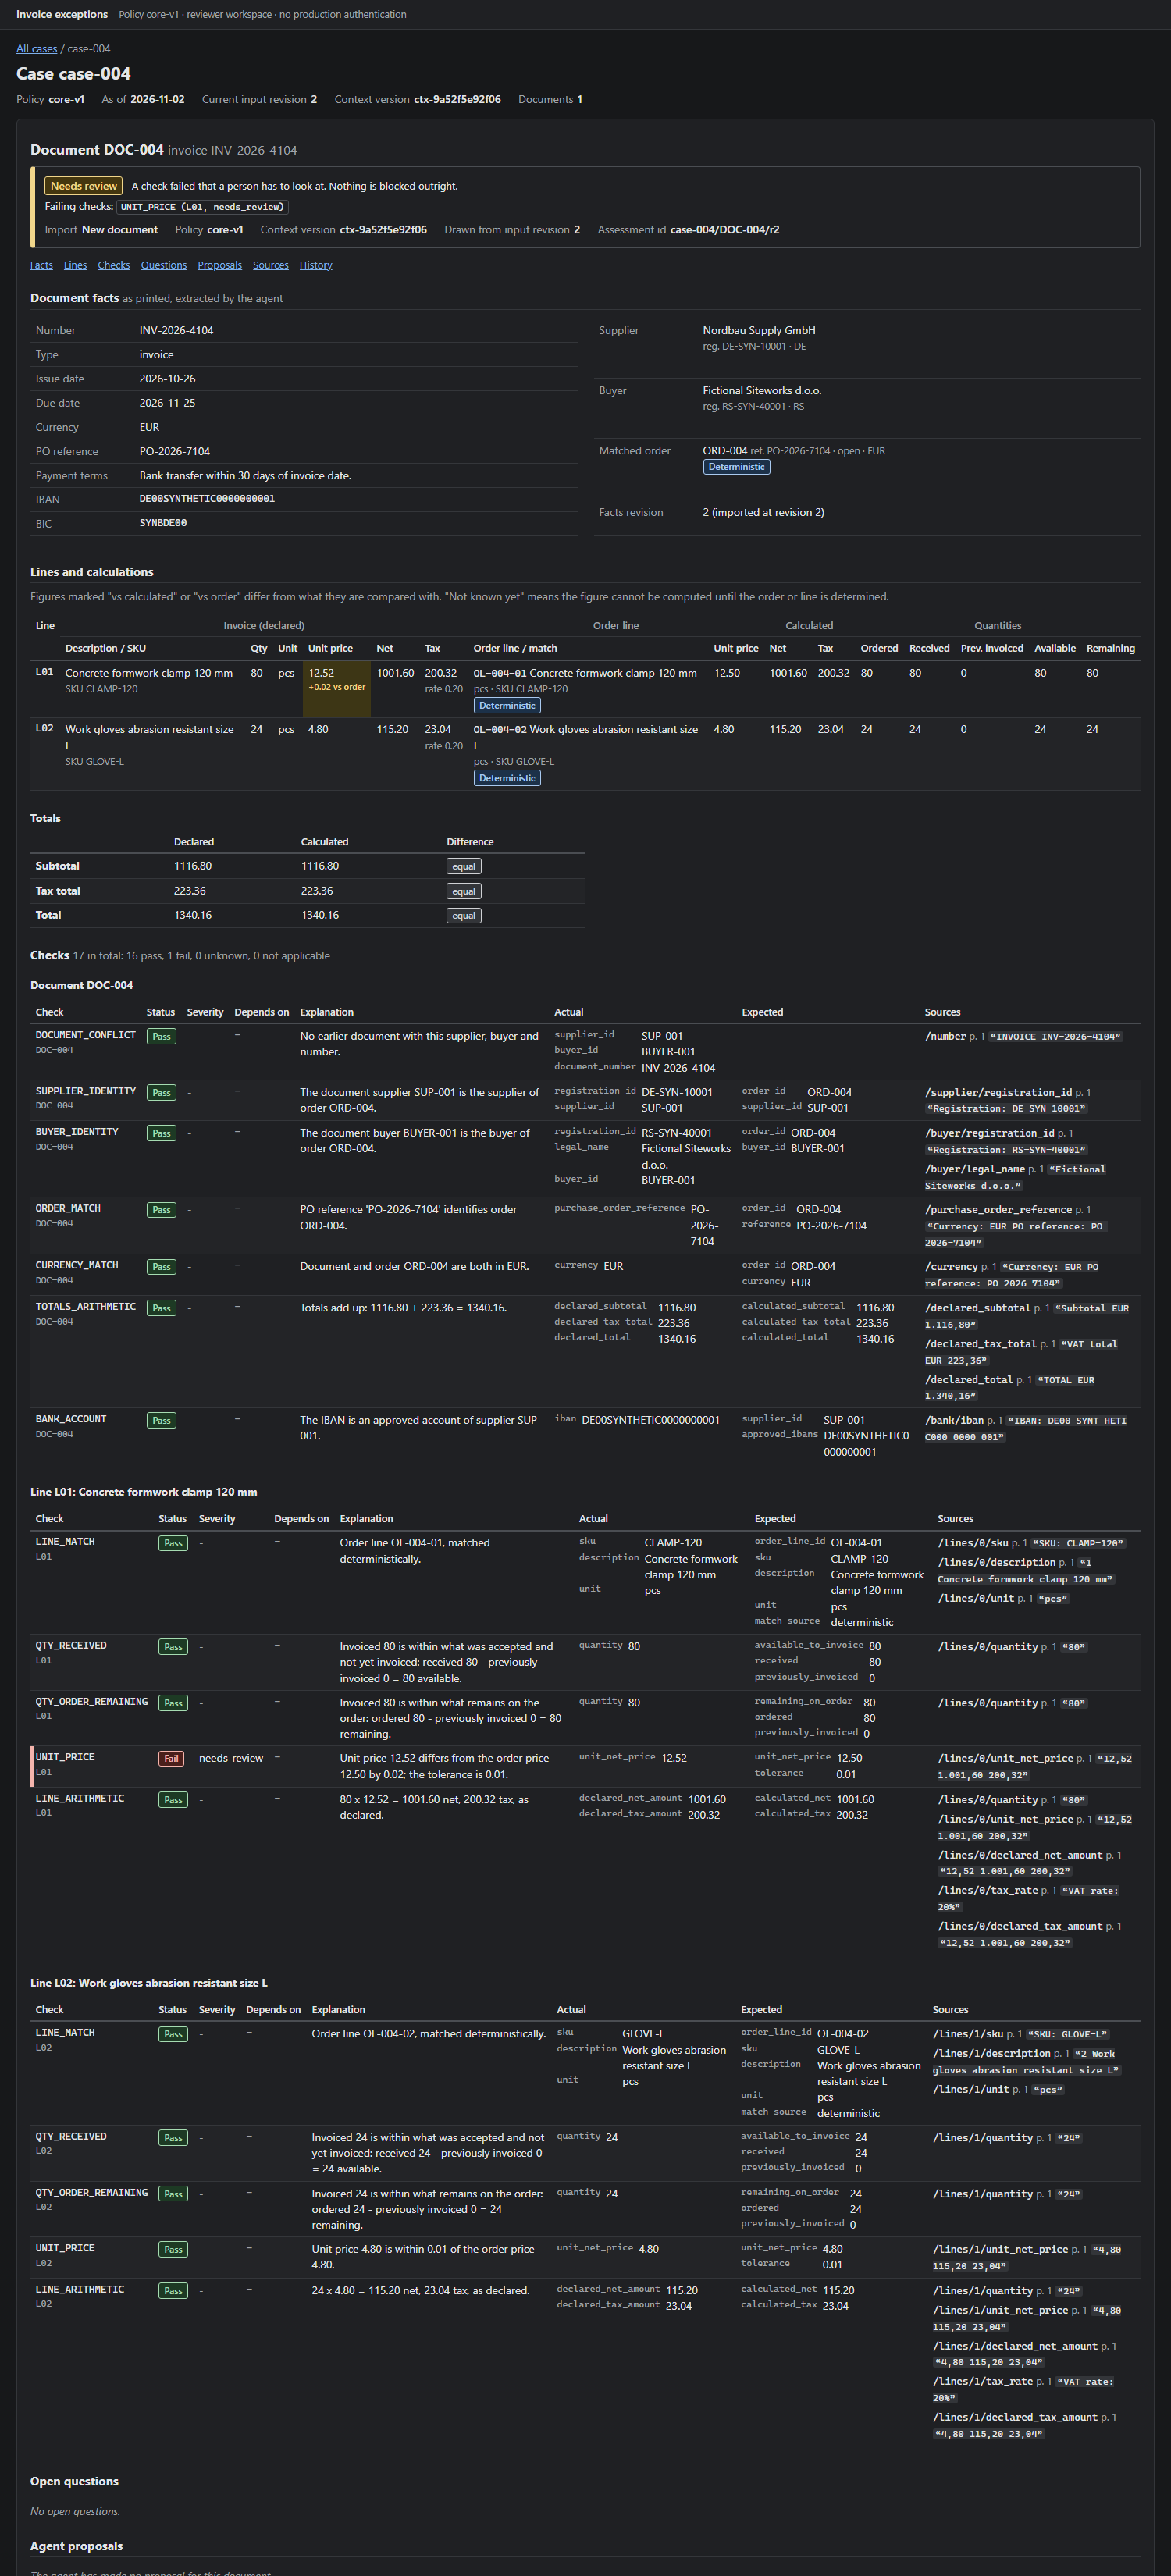 Invoice exceptions Policy core-v1 · reviewer workspace · no production authentication
All cases / case-004
Case case-004
Policy core-v1 As of 2026-11-02 Current input revision 2 Context version ctx-9a52f5e92f06 Documents 1
Document DOC-004 invoice INV-2026-4104
Needs review A check failed that a person has to look at. Nothing is blocked outright.
Failing checks: UNIT_PRICE (L01, needs_review)
Import New document Policy core-v1 Context version ctx-9a52f5e92f06 Drawn from input revision 2 Assessment id case-004/DOC-004/r2
Facts Lines Checks Questions Proposals Sources History
Document facts as printed, extracted by the agent
Number INV-2026-4104
Type invoice
Issue date 2026-10-26
Due date 2026-11-25
Currency EUR
PO reference PO-2026-7104
Payment terms Bank transfer within 30 days of invoice date.
IBAN DE00SYNTHETIC0000000001
BIC SYNBDE00
Supplier Nordbau Supply GmbH
reg. DE-SYN-10001 · DE
Buyer Fictional Siteworks d.o.o.
reg. RS-SYN-40001 · RS
Matched order ORD-004 ref. PO-2026-7104 · open · EUR
Deterministic
Facts revision 2 (imported at revision 2)
Lines and calculations
Figures marked "vs calculated" or "vs order" differ from what they are compared with. "Not known yet" means the figure cannot be computed until the order or line is determined.
Line Invoice (declared) Order line Calculated Quantities
Description / SKU Qty Unit Unit price Net Tax Order line / match Unit price Net Tax Ordered Received Prev. invoiced Available Remaining
L01 Concrete formwork clamp 120 mm 80 pcs 12.52 1001.60 200.32 OL-004-01 Concrete formwork clamp 120 mm 12.50 1001.60 200.32 80 80 0 80 80
SKU CLAMP-120 +0.02 vs order rate 0.20 pcs · SKU CLAMP-120
Deterministic
L02 Work gloves abrasion resistant size 24 pcs 4.80 115.20 23.04 OL-004-02 Work gloves abrasion resistant size 4.80 115.20 23.04 24 24 0 24 24
L rate 0.20 L
SKU GLOVE-L pcs · SKU GLOVE-L
Deterministic
Totals
Declared Calculated Difference
Subtotal 1116.80 1116.80 equal
Tax total 223.36 223.36 equal
Total 1340.16 1340.16 equal
Checks 17 in total: 16 pass, 1 fail, 0 unknown, 0 not applicable
Document DOC-004
Check Status Severity Depends on Explanation Actual Expected Sources
DOCUMENT_CONFLICT Pass - – No earlier document with this supplier, buyer and supplier_id SUP-001 /number p. 1 “INVOICE INV-2026-4104”
DOC-004 number. buyer_id BUYER-001
document_number INV-2026-4104
SUPPLIER_IDENTITY Pass - – The document supplier SUP-001 is the supplier of registration_id DE-SYN-10001 order_id ORD-004 /supplier/registration_id p. 1
DOC-004 order ORD-004. supplier_id SUP-001 supplier_id SUP-001 “Registration: DE-SYN-10001”
BUYER_IDENTITY Pass - – The document buyer BUYER-001 is the buyer of registration_id RS-SYN-40001 order_id ORD-004 /buyer/registration_id p. 1
DOC-004 order ORD-004. legal_name Fictional Siteworks buyer_id BUYER-001 “Registration: RS-SYN-40001”
d.o.o. /buyer/legal_name p. 1 “Fictional
buyer_id BUYER-001 Siteworks d.o.o.”
ORDER_MATCH Pass - – PO reference 'PO-2026-7104' identifies order purchase_order_reference PO- order_id ORD-004 /purchase_order_reference p. 1
DOC-004 ORD-004. 2026- reference PO-2026-7104 “Currency: EUR PO reference: PO-
7104 2026-7104”
CURRENCY_MATCH Pass - – Document and order ORD-004 are both in EUR. currency EUR order_id ORD-004 /currency p. 1 “Currency: EUR PO
DOC-004 currency EUR reference: PO-2026-7104”
TOTALS_ARITHMETIC Pass - – Totals add up: 1116.80 + 223.36 = 1340.16. declared_subtotal 1116.80 calculated_subtotal 1116.80 /declared_subtotal p. 1 “Subtotal EUR
DOC-004 declared_tax_total 223.36 calculated_tax_total 223.36 1.116,80”
declared_total 1340.16 calculated_total 1340.16 /declared_tax_total p. 1 “VAT total
EUR 223,36”
/declared_total p. 1 “TOTAL EUR
1.340,16”
BANK_ACCOUNT Pass - – The IBAN is an approved account of supplier SUP- iban DE00SYNTHETIC0000000001 supplier_id SUP-001 /bank/iban p. 1 “IBAN: DE00 SYNT HETI
DOC-004 001. approved_ibans DE00SYNTHETIC0 C000 0000 001”
000000001
Line L01: Concrete formwork clamp 120 mm
Check Status Severity Depends on Explanation Actual Expected Sources
LINE_MATCH Pass - – Order line OL-004-01, matched sku CLAMP-120 order_line_id OL-004-01 /lines/0/sku p. 1 “SKU: CLAMP-120”
L01 deterministically. description Concrete formwork sku CLAMP-120 /lines/0/description p. 1 “1
clamp 120 mm description Concrete formwork Concrete formwork clamp 120 mm”
unit pcs clamp 120 mm /lines/0/unit p. 1 “pcs”
unit pcs
match_source deterministic
QTY_RECEIVED Pass - – Invoiced 80 is within what was accepted and quantity 80 available_to_invoice 80 /lines/0/quantity p. 1 “80”
L01 not yet invoiced: received 80 - previously received 80
invoiced 0 = 80 available. previously_invoiced 0
QTY_ORDER_REMAINING Pass - – Invoiced 80 is within what remains on the quantity 80 remaining_on_order 80 /lines/0/quantity p. 1 “80”
L01 order: ordered 80 - previously invoiced 0 = 80 ordered 80
remaining. previously_invoiced 0
UNIT_PRICE Fail needs_review – Unit price 12.52 differs from the order price unit_net_price 12.52 unit_net_price 12.50 /lines/0/unit_net_price p. 1 “12,52
L01 12.50 by 0.02; the tolerance is 0.01. tolerance 0.01 1.001,60 200,32”
LINE_ARITHMETIC Pass - – 80 x 12.52 = 1001.60 net, 200.32 tax, as declared_net_amount 1001.60 calculated_net 1001.60 /lines/0/quantity p. 1 “80”
L01 declared. declared_tax_amount 200.32 calculated_tax 200.32 /lines/0/unit_net_price p. 1 “12,52
1.001,60 200,32”
/lines/0/declared_net_amount p. 1
“12,52 1.001,60 200,32”
/lines/0/tax_rate p. 1 “VAT rate:
20%”
/lines/0/declared_tax_amount p. 1
“12,52 1.001,60 200,32”
Line L02: Work gloves abrasion resistant size L
Check Status Severity Depends on Explanation Actual Expected Sources
LINE_MATCH Pass - – Order line OL-004-02, matched deterministically. sku GLOVE-L order_line_id OL-004-02 /lines/1/sku p. 1 “SKU: GLOVE-L”
L02 description Work gloves abrasion sku GLOVE-L /lines/1/description p. 1 “2 Work
resistant size L description Work gloves abrasion gloves abrasion resistant size L”
unit pcs resistant size L /lines/1/unit p. 1 “pcs”
unit pcs
match_source deterministic
QTY_RECEIVED Pass - – Invoiced 24 is within what was accepted and not quantity 24 available_to_invoice 24 /lines/1/quantity p. 1 “24”
L02 yet invoiced: received 24 - previously invoiced 0 received 24
= 24 available. previously_invoiced 0
QTY_ORDER_REMAINING Pass - – Invoiced 24 is within what remains on the order: quantity 24 remaining_on_order 24 /lines/1/quantity p. 1 “24”
L02 ordered 24 - previously invoiced 0 = 24 ordered 24
remaining. previously_invoiced 0
UNIT_PRICE Pass - – Unit price 4.80 is within 0.01 of the order price unit_net_price 4.80 unit_net_price 4.80 /lines/1/unit_net_price p. 1 “4,80
L02 4.80. tolerance 0.01 115,20 23,04”
LINE_ARITHMETIC Pass - – 24 x 4.80 = 115.20 net, 23.04 tax, as declared. declared_net_amount 115.20 calculated_net 115.20 /lines/1/quantity p. 1 “24”
L02 declared_tax_amount 23.04 calculated_tax 23.04 /lines/1/unit_net_price p. 1 “4,80
115,20 23,04”
/lines/1/declared_net_amount p. 1
“4,80 115,20 23,04”
/lines/1/tax_rate p. 1 “VAT rate:
20%”
/lines/1/declared_tax_amount p. 1
“4,80 115,20 23,04”
Open questions
No open questions.
Agent proposals
The agent has made no proposal for this document.